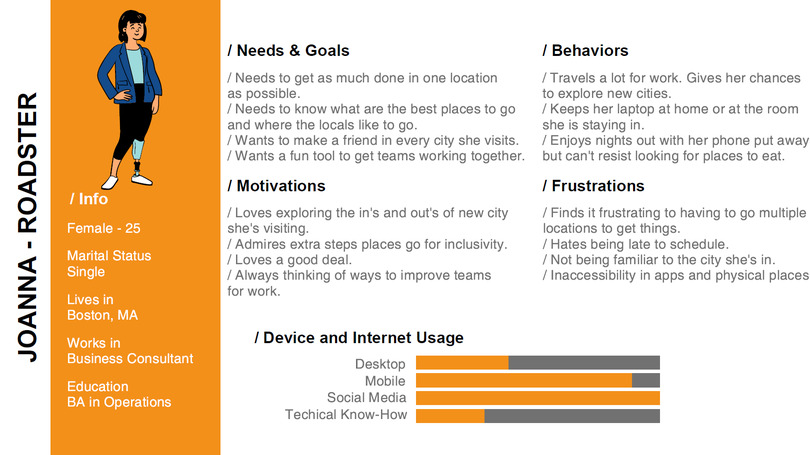 JOANNA - ROADSTER
/ Info
Female - 25
Marital Status
Single
Lives in
Boston, MA
Works in
Business Consultant
Education
BA in Operations
/ Needs & Goals
/ Needs to get as much done in one location
as possible.
/ Needs to know what are the best places to go
and where the locals like to go.
/ Wants to make a friend in every city she visits.
/ Wants a fun tool to get teams working together.
/ Behaviors
/ Travels a lot for work. Gives her chances
to explore new cities.
/ Keeps her laptop at home or at the room
she is staying in.
/ Enjoys nights out with her phone put away
but can't resist looking for places to eat.
/ Motivations
/ Loves exploring the in's and out's of new city
she's visiting.
/ Admires extra steps places go for inclusivity.
/ Loves a good deal.
/ Always thinking of ways to improve teams
for work.
/ Frustrations
/ Finds it frustrating to having to go multiple
locations to get things.
/ Hates being late to schedule.
/ Not being familiar to the city she's in.
/ Inaccessibility in apps and physical places
/ Device and Internet Usage
Desktop
Mobile
Social Media
Techical Know-How